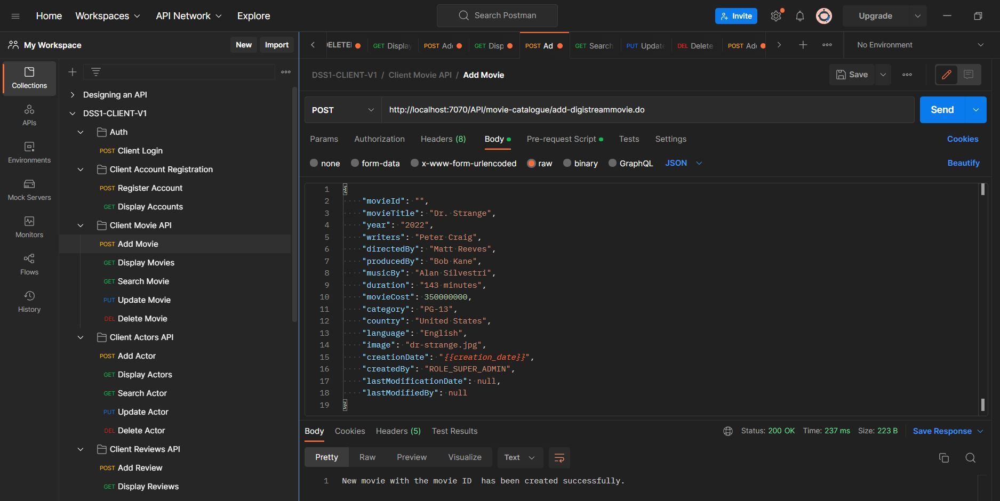 Home Workspaces API Network Explore Search Postman Invite Upgrade
My Workspace New Import
DELETE GET Display POST Add GET Disp POST Ad GET Search PUT Update DEL Delete POST Add No Environment
Collections
APIs
Environments
Mock Servers
Monitors
Flows
History
Designing an API
DSS1-CLIENT-V1
Auth
POST Client Login
Client Account Registration
POST Register Account
GET Display Accounts
Client Movie API
POST Add Movie
GET Display Movies
GET Search Movie
PUT Update Movie
DEL Delete Movie
Client Actors API
POST Add Actor
GET Display Actors
GET Search Actor
PUT Update Actor
DEL Delete Actor
Client Reviews API
POST Add Review
GET Display Reviews
DSS1-CLIENT-V1 / Client Movie API / Add Movie Save
POST http://localhost:7070/API/movie-catalogue/add-digistreammovie.do Send
Params Authorization Headers (8) Body Pre-request Script Tests Settings Cookies
none form-data x-www-form-urlencoded raw binary GraphQL JSON Beautify
1 {
2 "movieId": "",
3 "movieTitle": "Dr. Strange",
4 "year": "2022",
5 "writers": "Peter Craig",
6 "directedBy": "Matt Reeves",
7 "producedBy": "Bob Kane",
8 "musicBy": "Alan Silvestri",
9 "duration": "143 minutes",
10 "movieCost": 350000000,
11 "category": "PG-13",
12 "country": "United States",
13 "language": "English",
14 "image": "dr-strange.jpg",
15 "creationDate": "{{creation_date}}",
16 "createdBy": "ROLE_SUPER_ADMIN",
17 "lastModificationDate": null,
18 "lastModifiedBy": null
19 }
Body Cookies Headers (5) Test Results Status: 200 OK Time: 237 ms Size: 223 B Save Response
Pretty Raw Preview Visualize Text
1 New movie with the movie ID  has been created successfully.